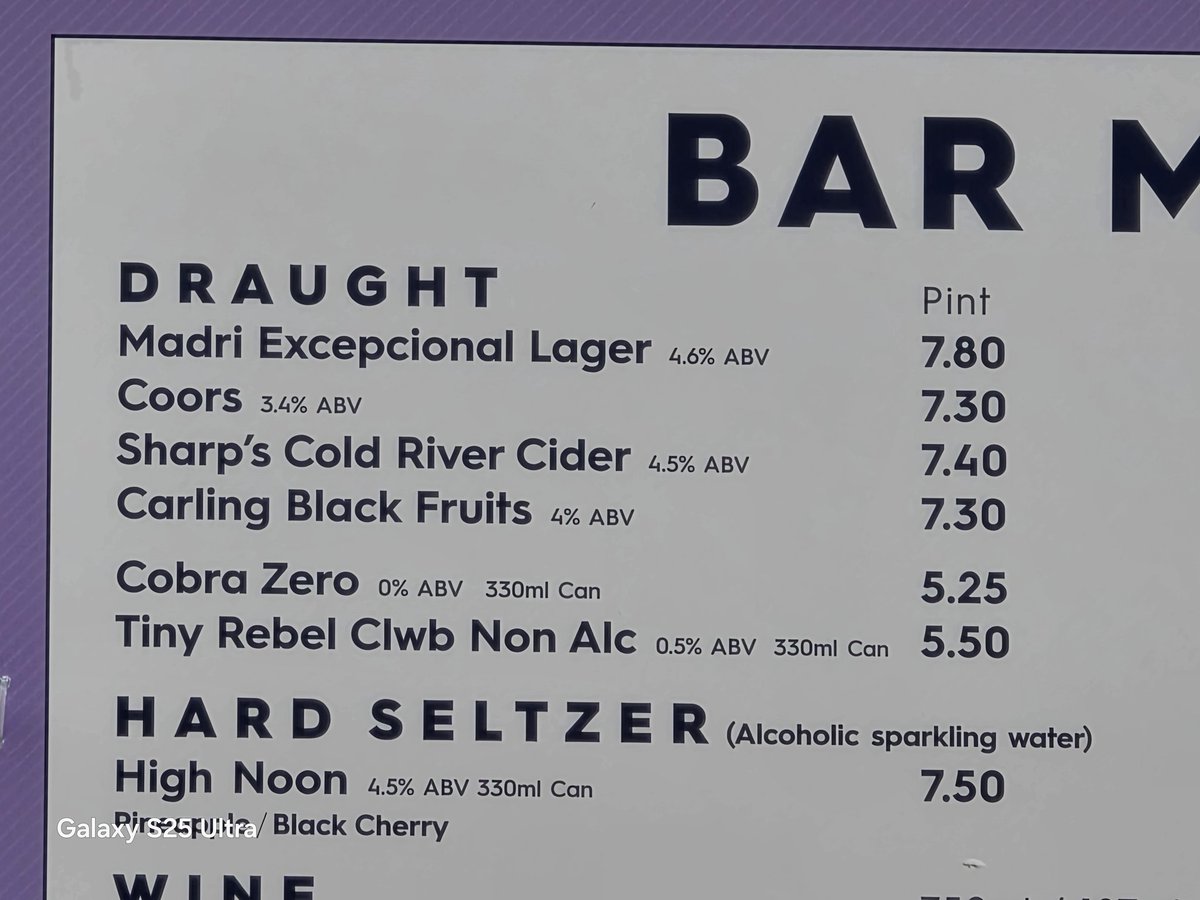 BAR M
DRAUGHT Pint
Madri Excepcional Lager 4.6% ABV 7.80
Coors 3.4% ABV 7.30
Sharp's Cold River Cider 4.5% ABV 7.40
Carling Black Fruits 4% ABV 7.30
Cobra Zero 0% ABV 330ml Can 5.25
Tiny Rebel Clwb Non Alc 0.5% ABV 330ml Can 5.50
HARD SELTZER (Alcoholic sparkling water)
High Noon 4.5% ABV 330ml Can 7.50
Pineapple / Black Cherry
Galaxy S25 Ultra
WINE